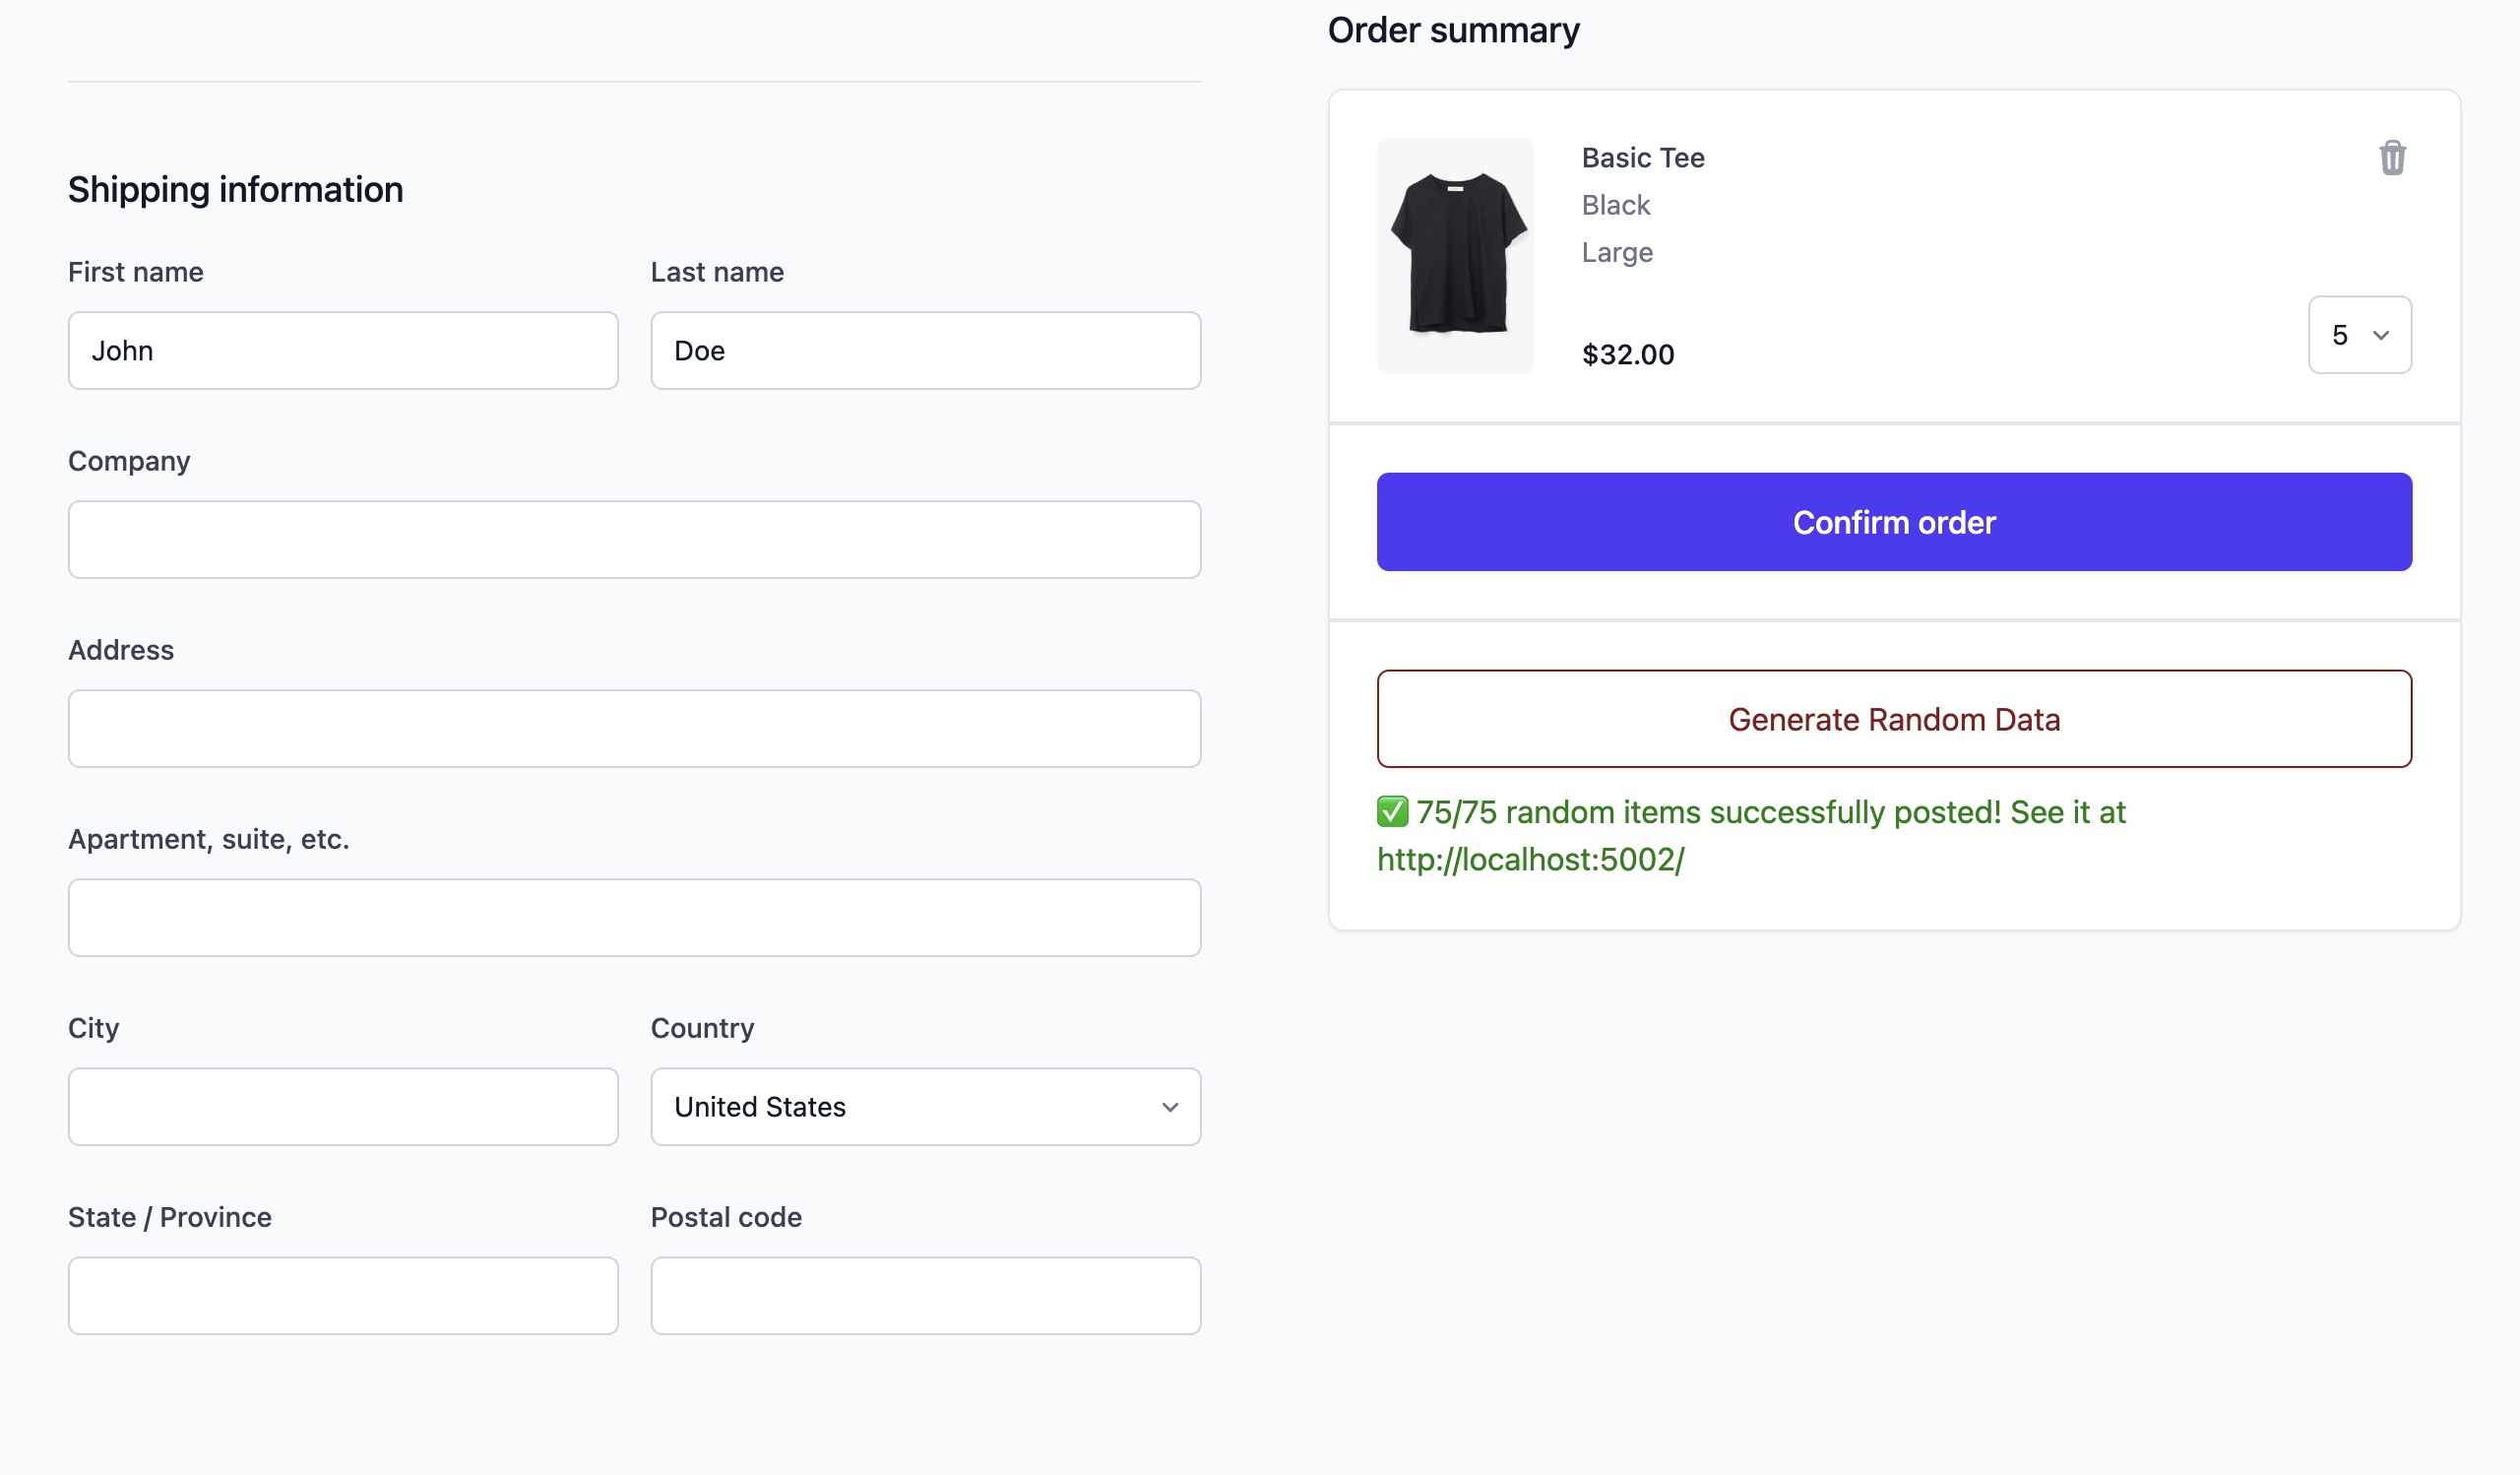 Shipping information
First name
Last name
John
Doe
Company
Address
Apartment, suite, etc.
City
Country
United States
State / Province
Postal code
Order summary
Basic Tee
Black
Large
$32.00
5
Confirm order
Generate Random Data
✅ 75/75 random items successfully posted! See it at
http://localhost:5002/